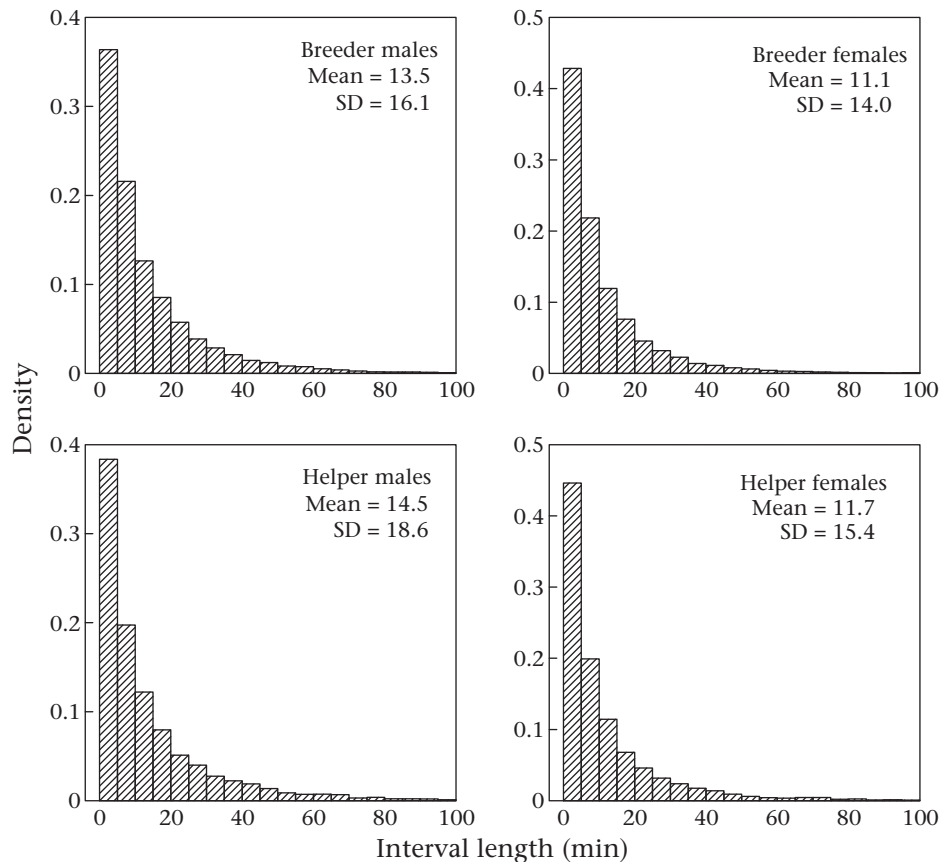 0.4
0.3
0.2
0.1
0
Breeder males
Mean = 13.5
SD = 16.1
0 20 40 60 80 100
0.5
0.4
0.3
0.2
0.1
0
Breeder females
Mean = 11.1
SD = 14.0
0 20 40 60 80 100
Density
0.4
0.3
0.2
0.1
0
Helper males
Mean = 14.5
SD = 18.6
0 20 40 60 80 100
0.5
0.4
0.3
0.2
0.1
0
Helper females
Mean = 11.7
SD = 15.4
0 20 40 60 80 100
Interval length (min)